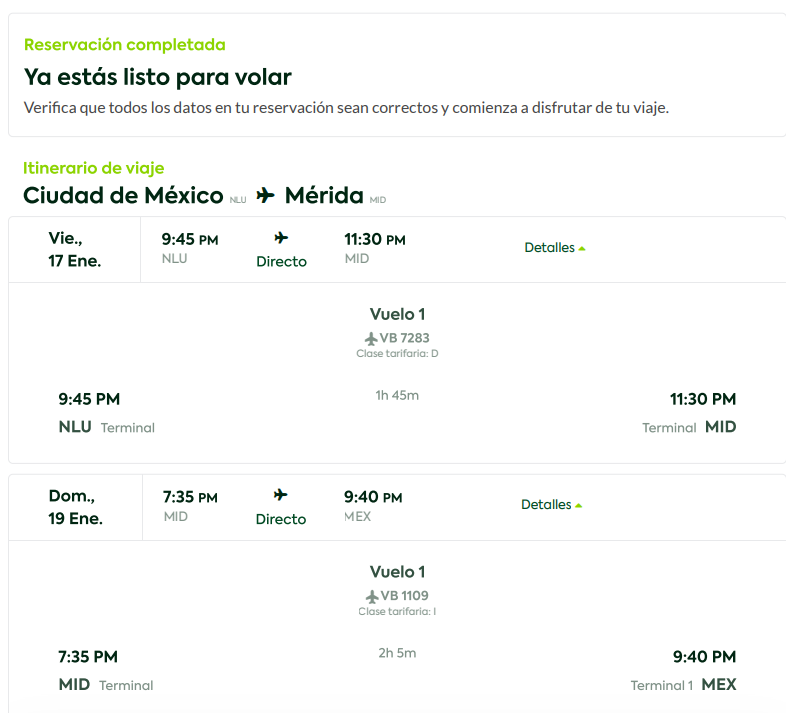 Reservación completada
Ya estás listo para volar
Verifica que todos los datos en tu reservación sean correctos y comienza a disfrutar de tu viaje.
Itinerario de viaje
Ciudad de México NLU Mérida MID
Vie., 17 Ene.
9:45 PM NLU
Directo
11:30 PM MID
Detalles
Vuelo 1
VB 7283
Clase tarifaria: D
9:45 PM 1h 45m 11:30 PM
NLU Terminal Terminal MID
Dom., 19 Ene.
7:35 PM MID
Directo
9:40 PM MEX
Detalles
Vuelo 1
VB 1109
Clase tarifaria: I
7:35 PM 2h 5m 9:40 PM
MID Terminal Terminal 1 MEX